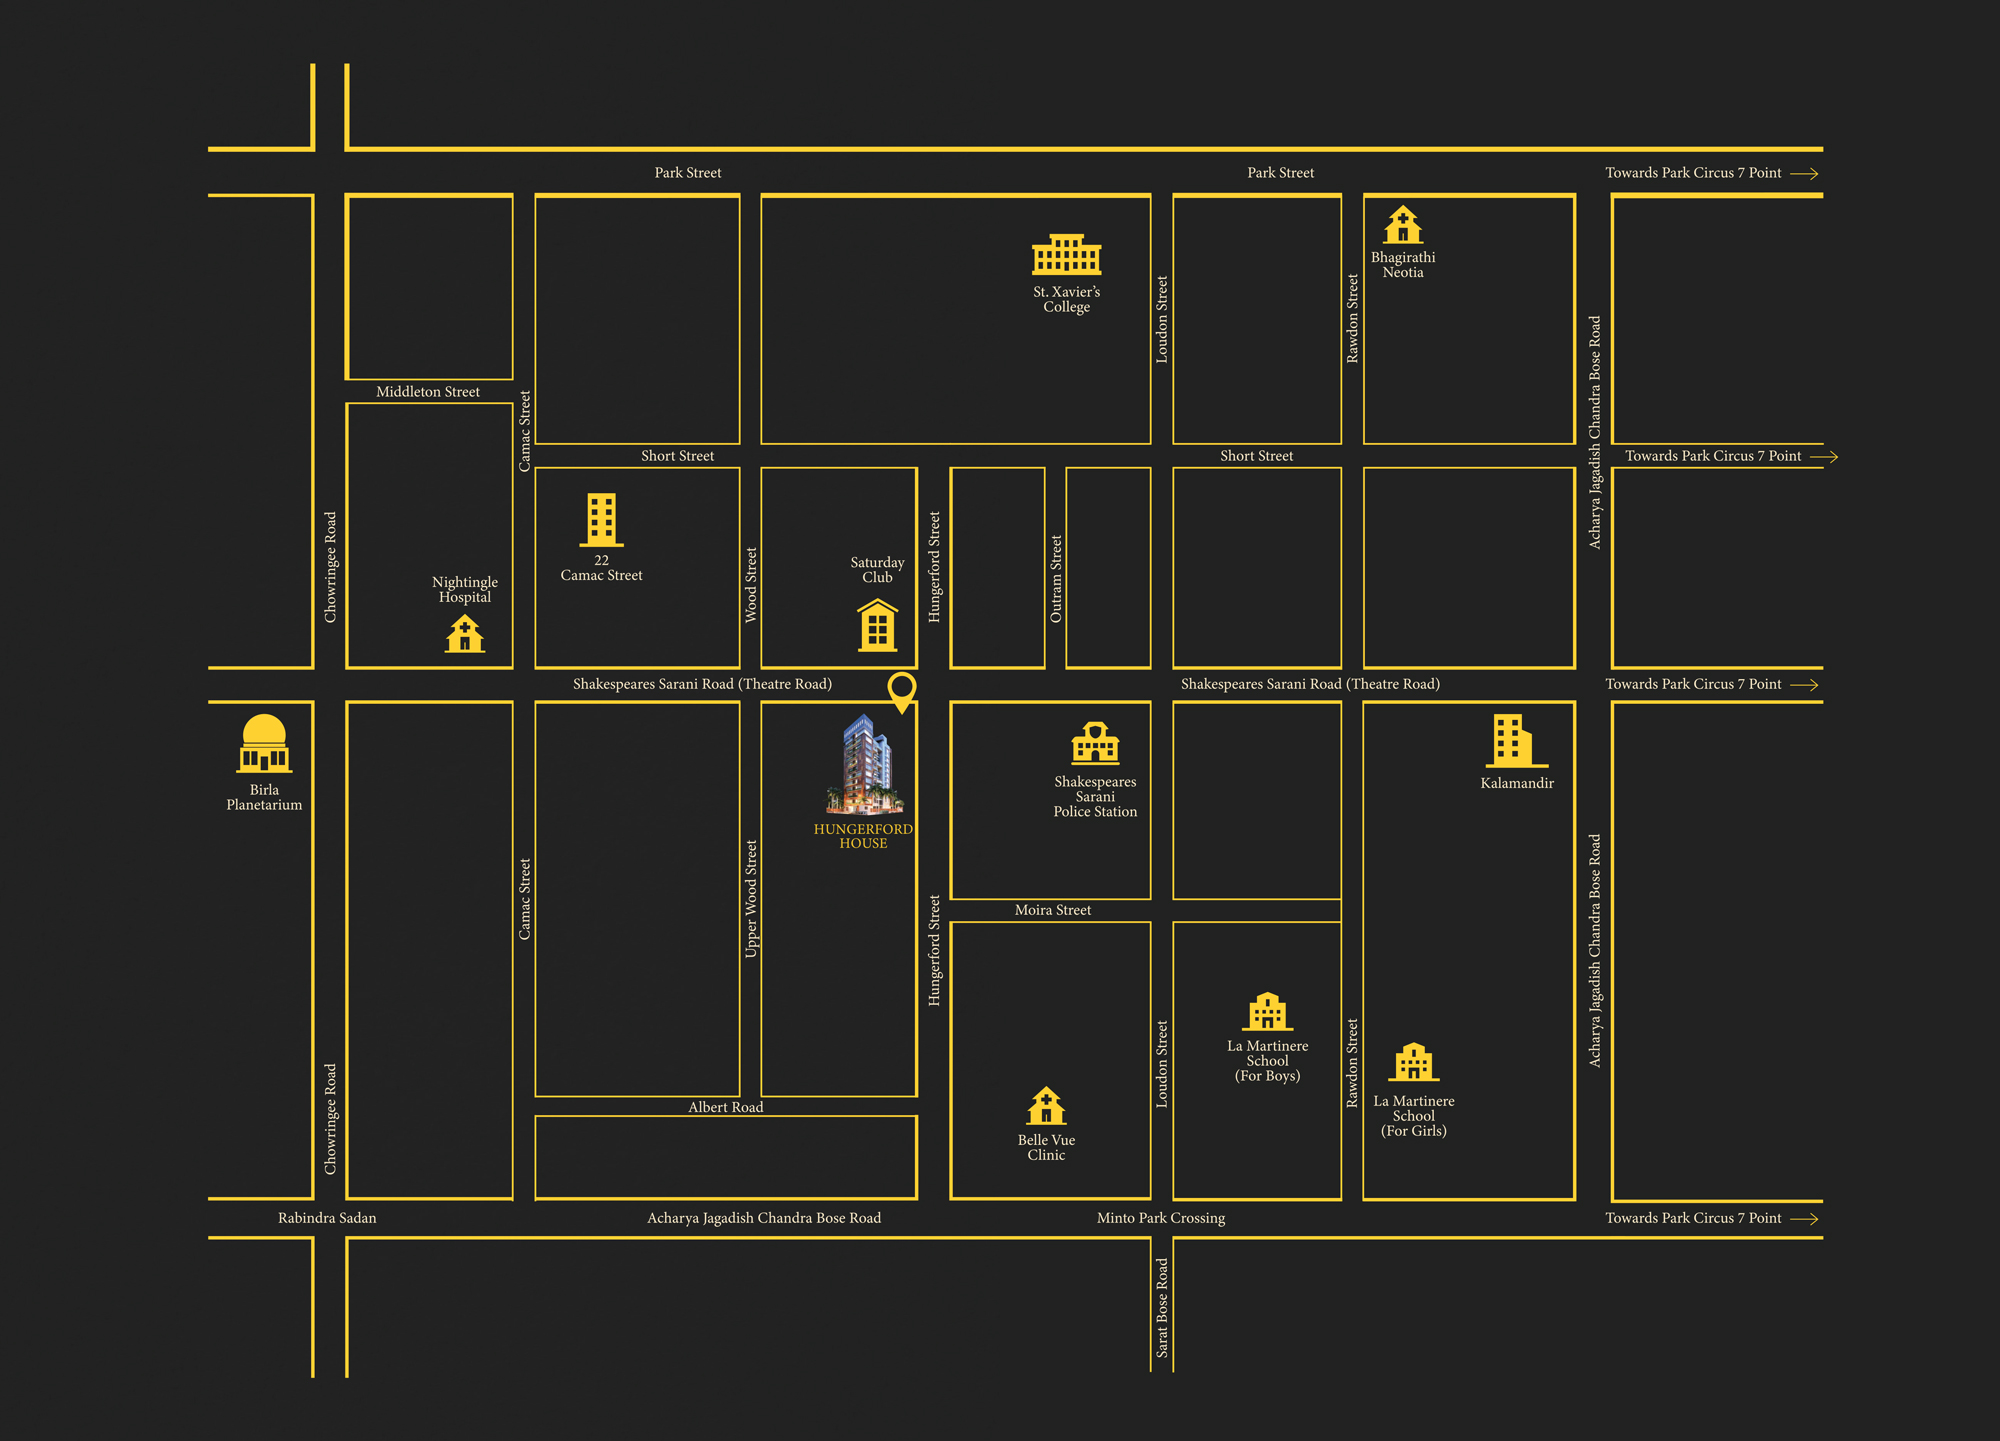 Park Street
Park Street
Towards Park Circus 7 Point
Bhagirathi
Neotia
St. Xavier's
College
Loudon Street
Rawdon Street
Acharya Jagadish Chandra Bose Road
Middleton Street
Camac Street
Short Street
Short Street
Towards Park Circus 7 Point
Chowringee Road
Nightingle
Hospital
22
Camac Street
Wood Street
Saturday
Club
Hungerford Street
Outram Street
Shakespeares Sarani Road (Theatre Road)
Shakespeares Sarani Road (Theatre Road)
Towards Park Circus 7 Point
Birla
Planetarium
HUNGERFORD
HOUSE
Shakespeares
Sarani
Police Station
Kalamandir
Camac Street
Upper Wood Street
Hungerford Street
Moira Street
Acharya Jagadish Chandra Bose Road
Chowringee Road
Albert Road
Belle Vue
Clinic
Loudon Street
La Martinere
School
(For Boys)
Rawdon Street
La Martinere
School
(For Girls)
Rabindra Sadan
Acharya Jagadish Chandra Bose Road
Minto Park Crossing
Towards Park Circus 7 Point
Sarat Bose Road